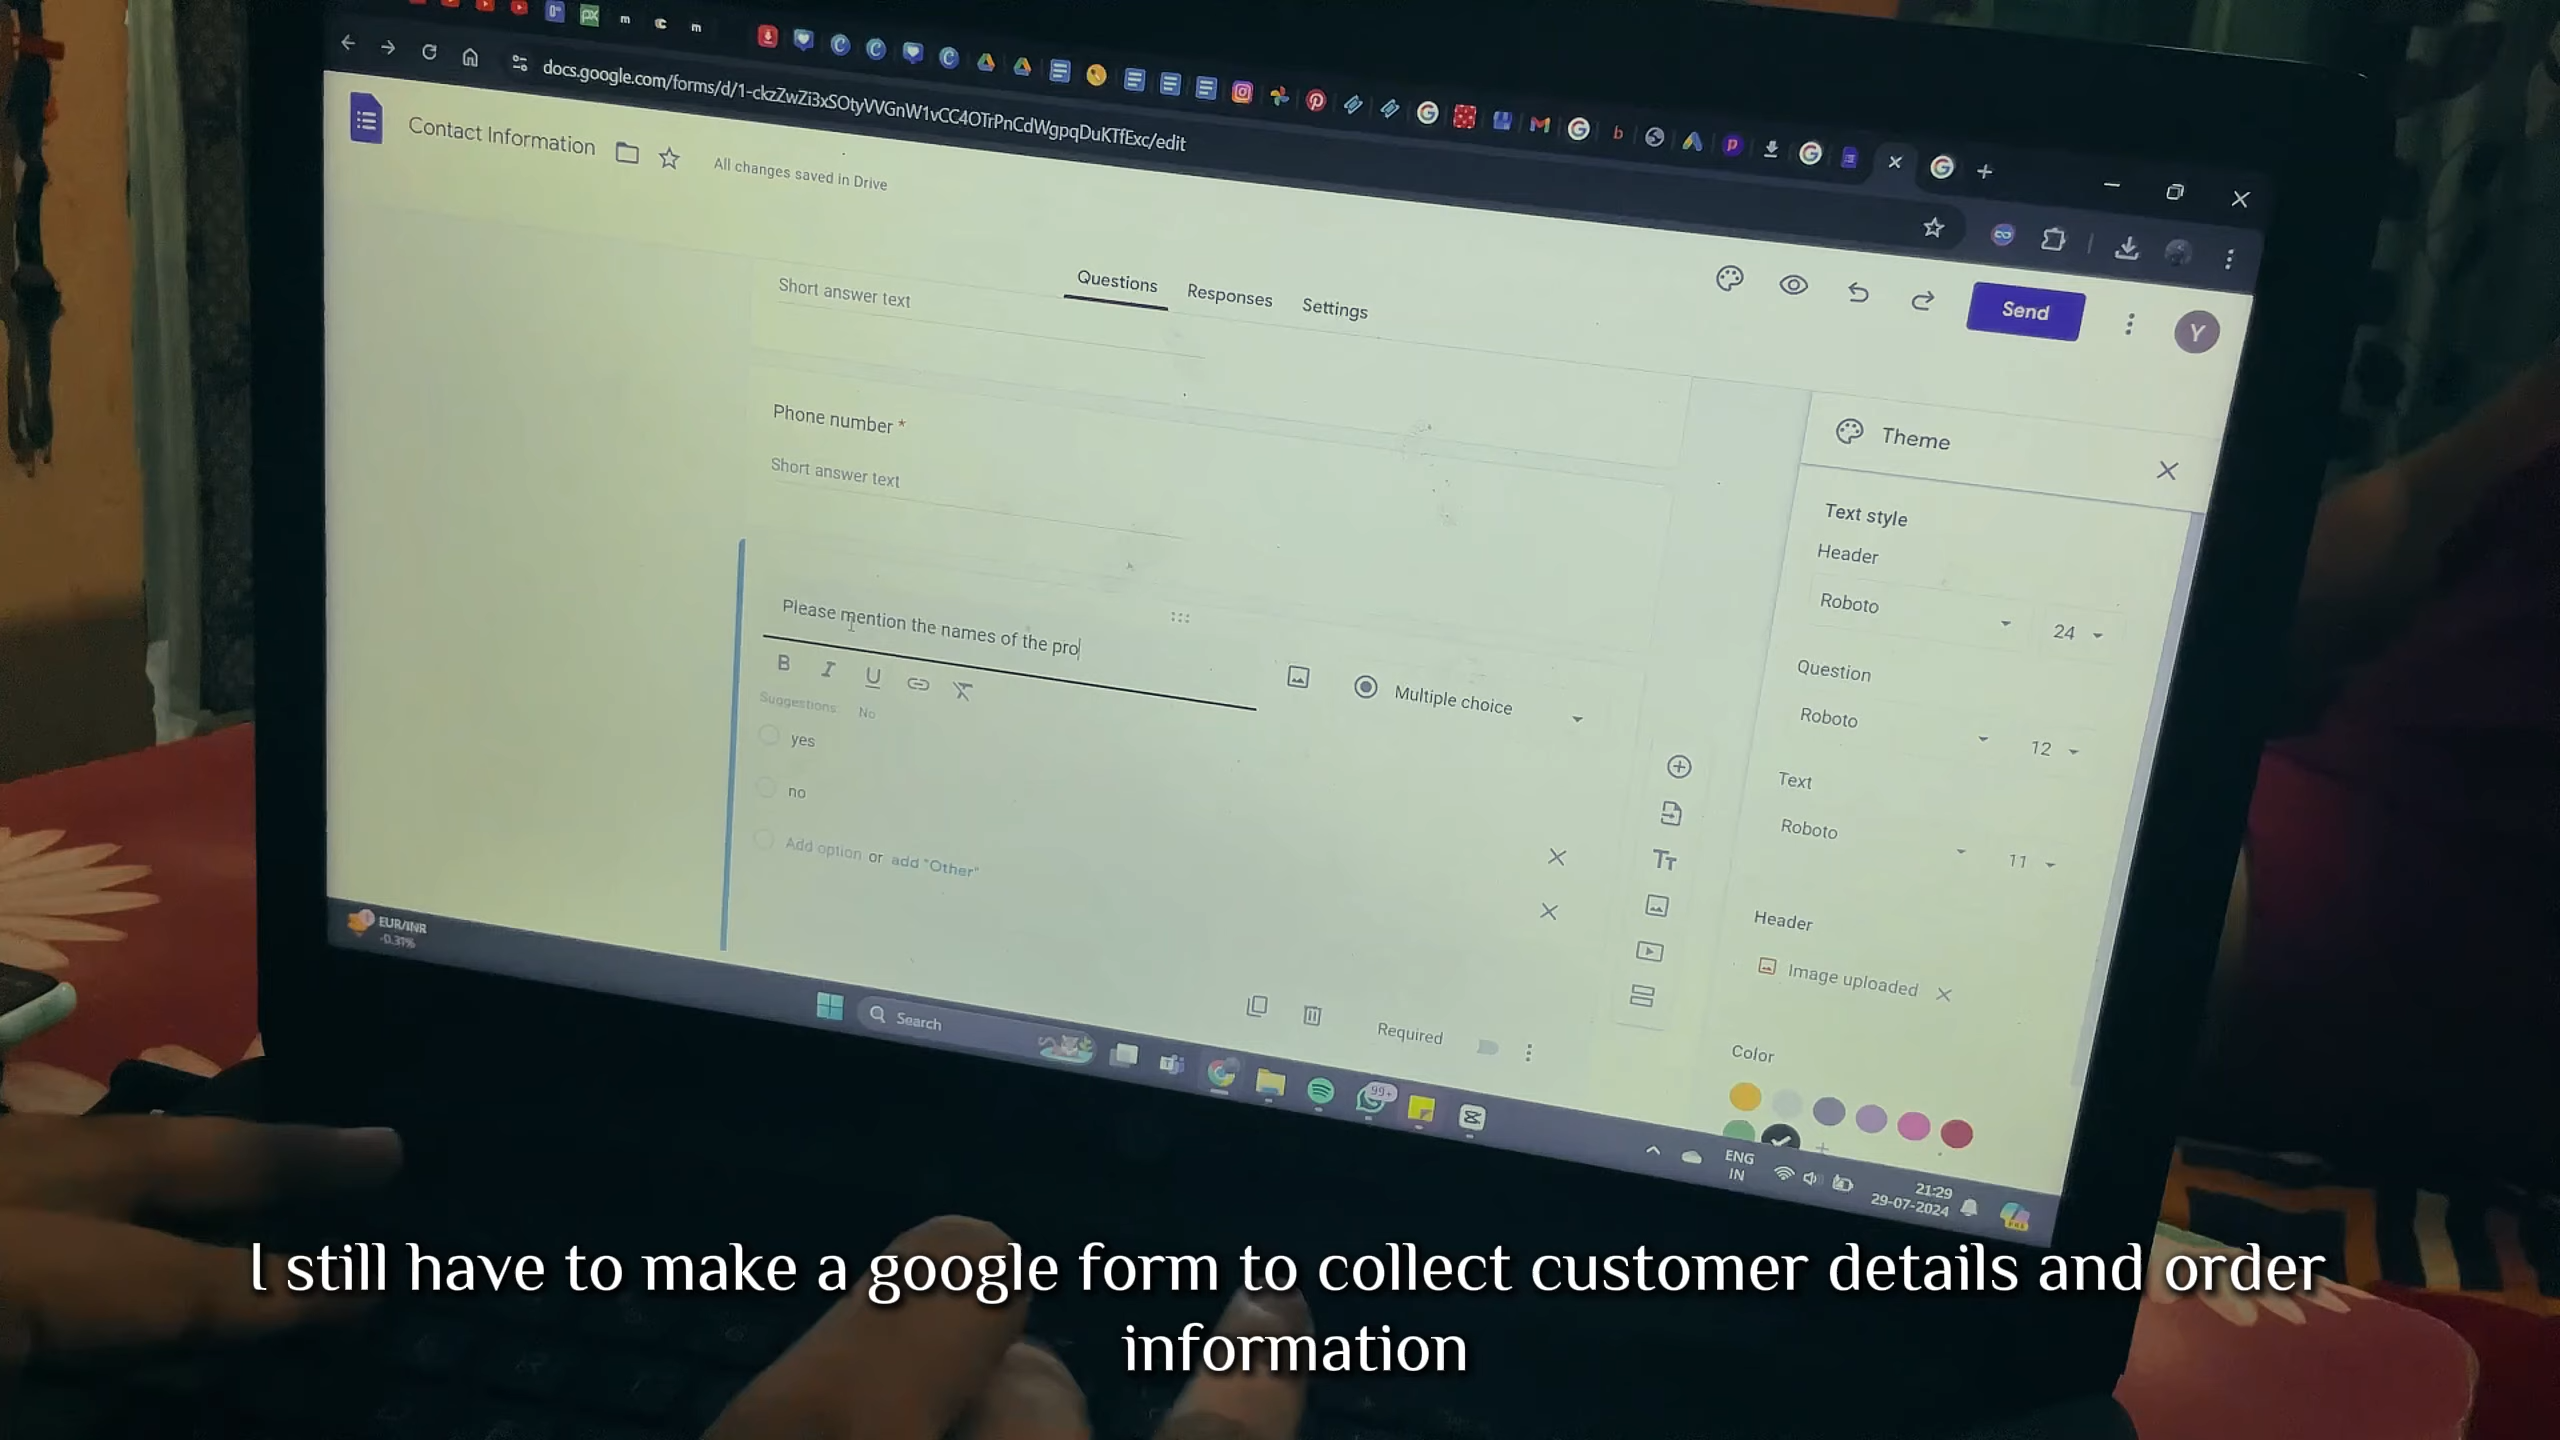 docs.google.com/forms/d/1-ckzZwZi3xSOtyVVGnW1vCC4OTrPnCdWgpqDuKTfExc/edit
Contact Information
All changes saved in Drive
Questions
Responses
Settings
Send
Y
Short answer text
Phone number *
Short answer text
Please mention the names of the pro
B I U
Multiple choice
Suggestions: No
yes
no
Add option or add "Other"
Required
Theme
Text style
Header
Roboto
24
Question
Roboto
12
Text
Roboto
11
Header
Image uploaded
Color
EUR/INR
-0.31%
Search
99+
ENG
IN
21:29
29-07-2024
I still have to make a google form to collect customer details and order
information